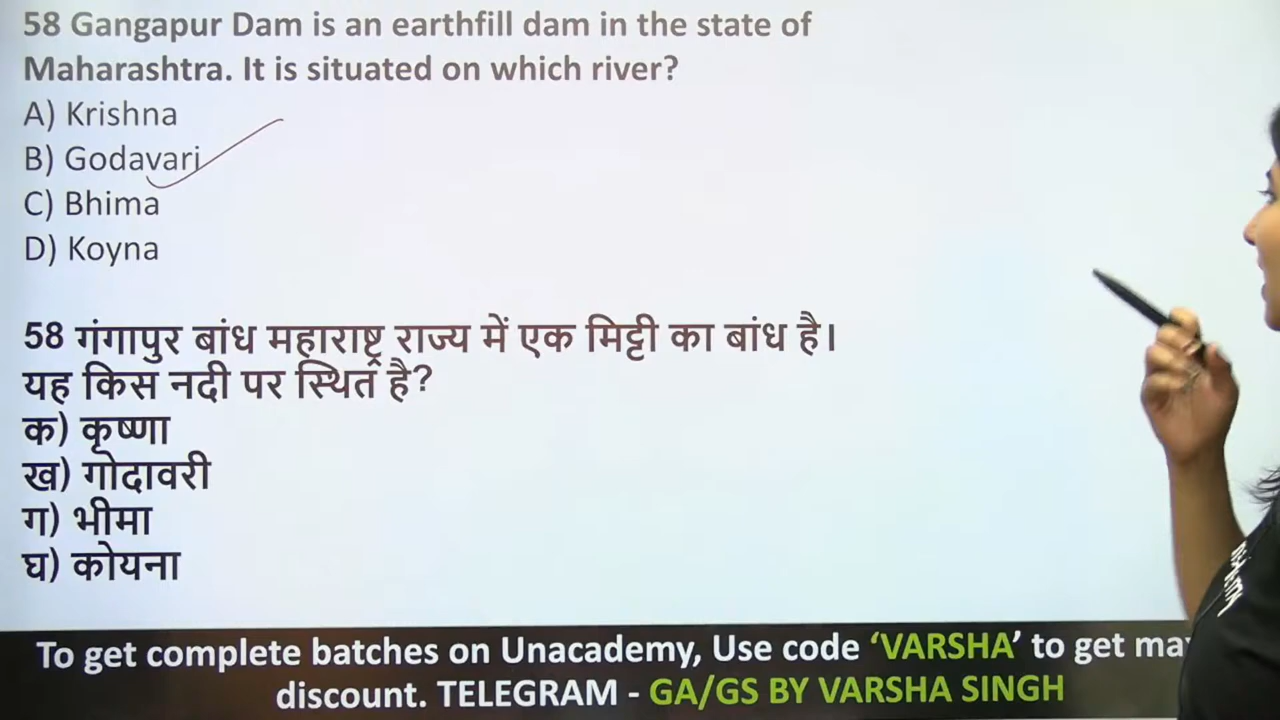 58 Gangapur Dam is an earthfill dam in the state of
Maharashtra. It is situated on which river?
A) Krishna
B) Godavari
C) Bhima
D) Koyna
58 गंगापुर बांध महाराष्ट्र राज्य में एक मिट्टी का बांध है।
यह किस नदी पर स्थित है?
क) कृष्णा
ख) गोदावरी
ग) भीमा
घ) कोयना
To get complete batches on Unacademy, Use code ‘VARSHA’ to get
discount. TELEGRAM - GA/GS BY VARSHA SINGH